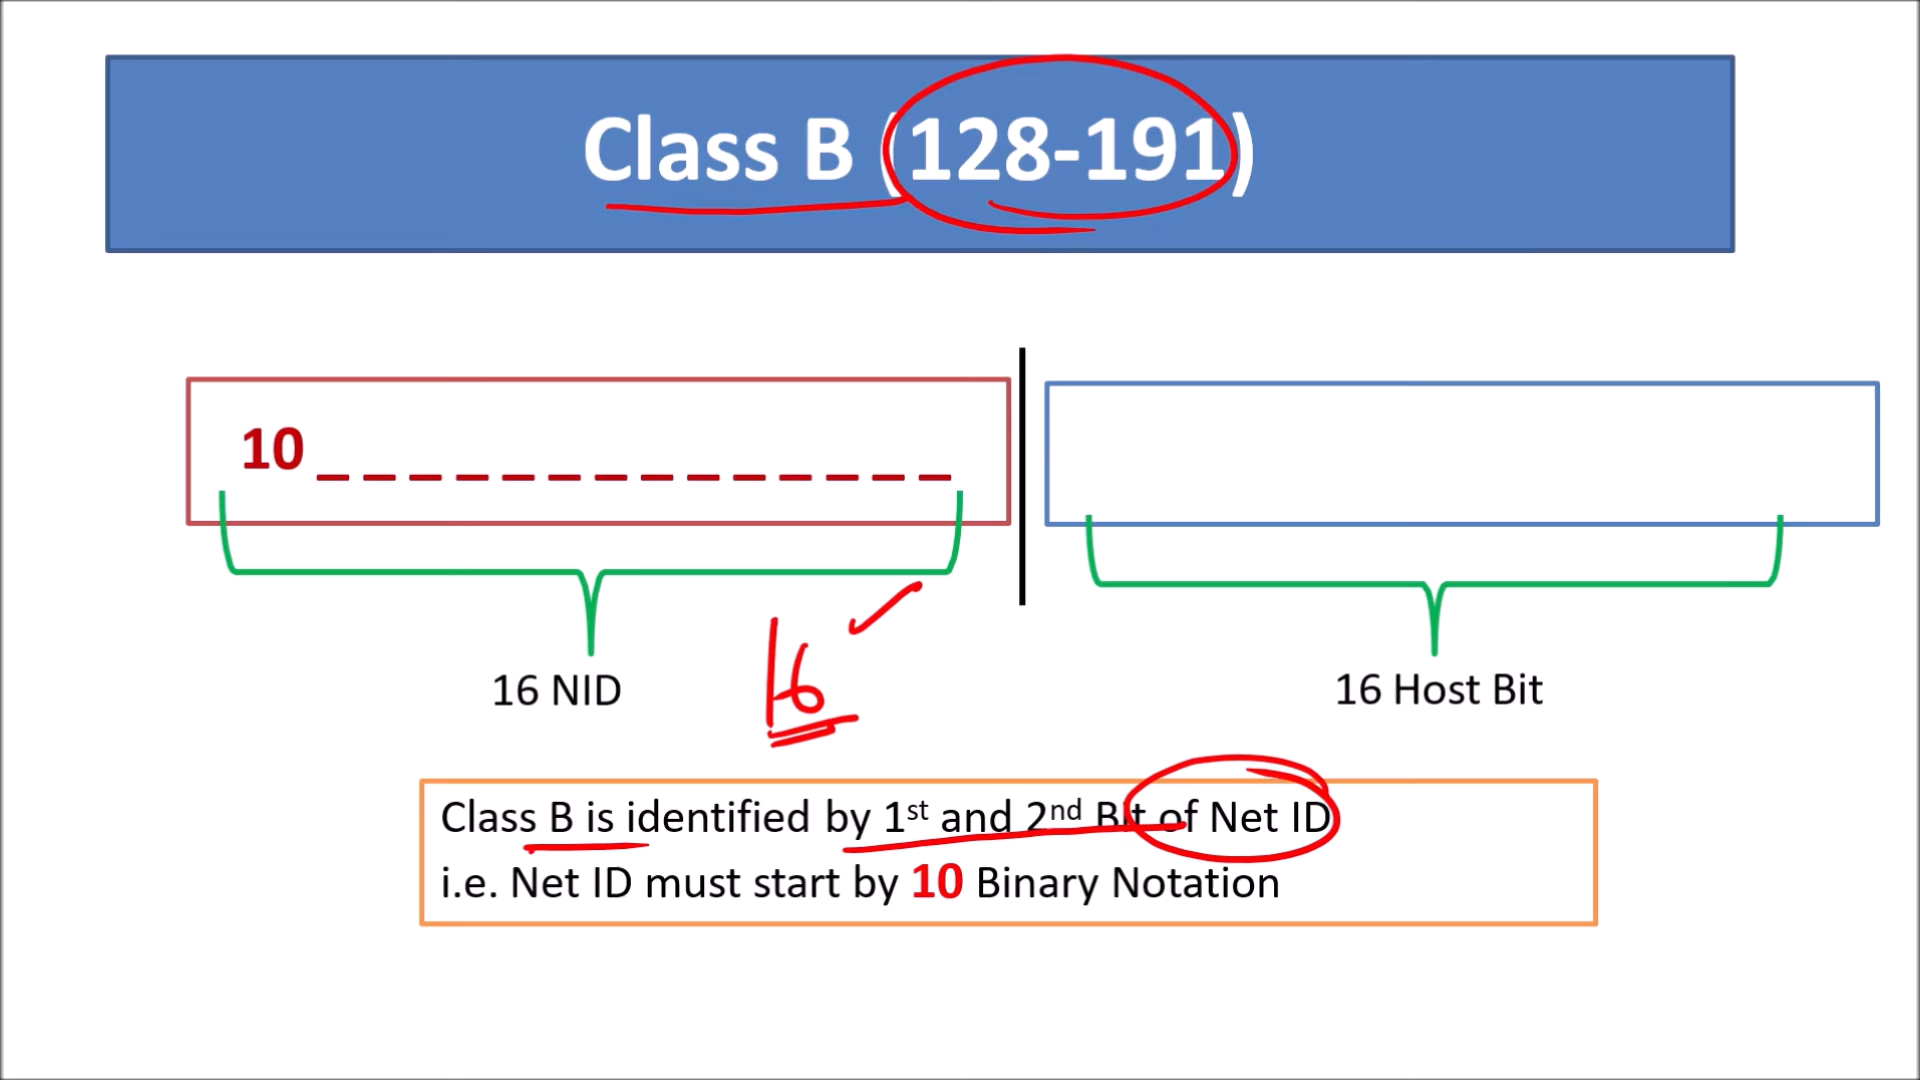 Class B (128-191)
10 _ _ _ _ _ _ _ _ _ _ _ _ _ _
16 NID
16
16 Host Bit
Class B is identified by 1st and 2nd Bit of Net ID
i.e. Net ID must start by 10 Binary Notation